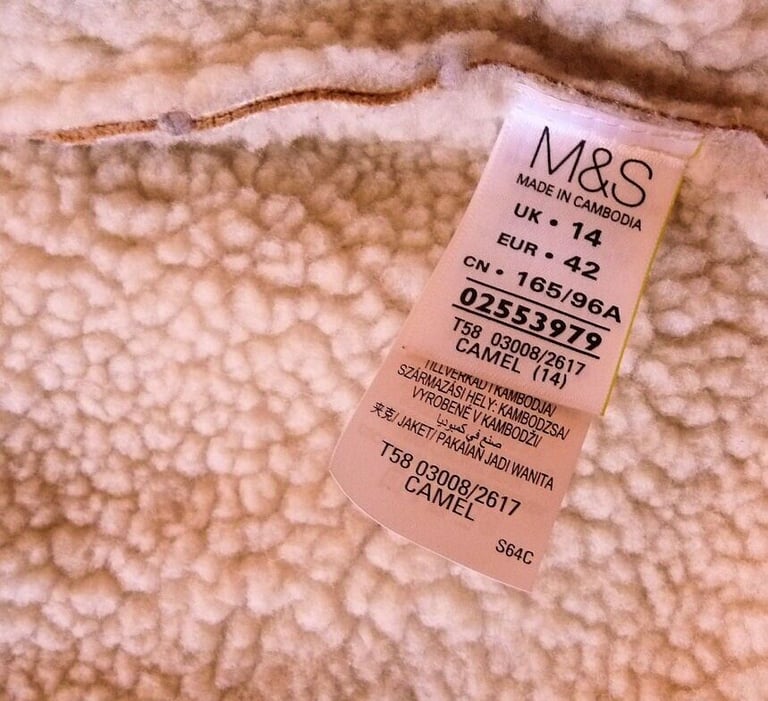 M&S
MADE IN CAMBODIA
UK • 14
EUR • 42
CN • 165/96A
02553979
T58 03008/2617
CAMEL (14)
TILLVERKAD I KAMBODJA/
SZÁRMAZÁSI HELY: KAMBODZSA/
VYROBENÉ V KAMBODŽI/
صنع في كمبوديا
夹克/ JAKET/ PAKAIAN JADI WANITA
T58 03008/2617
CAMEL
S64C